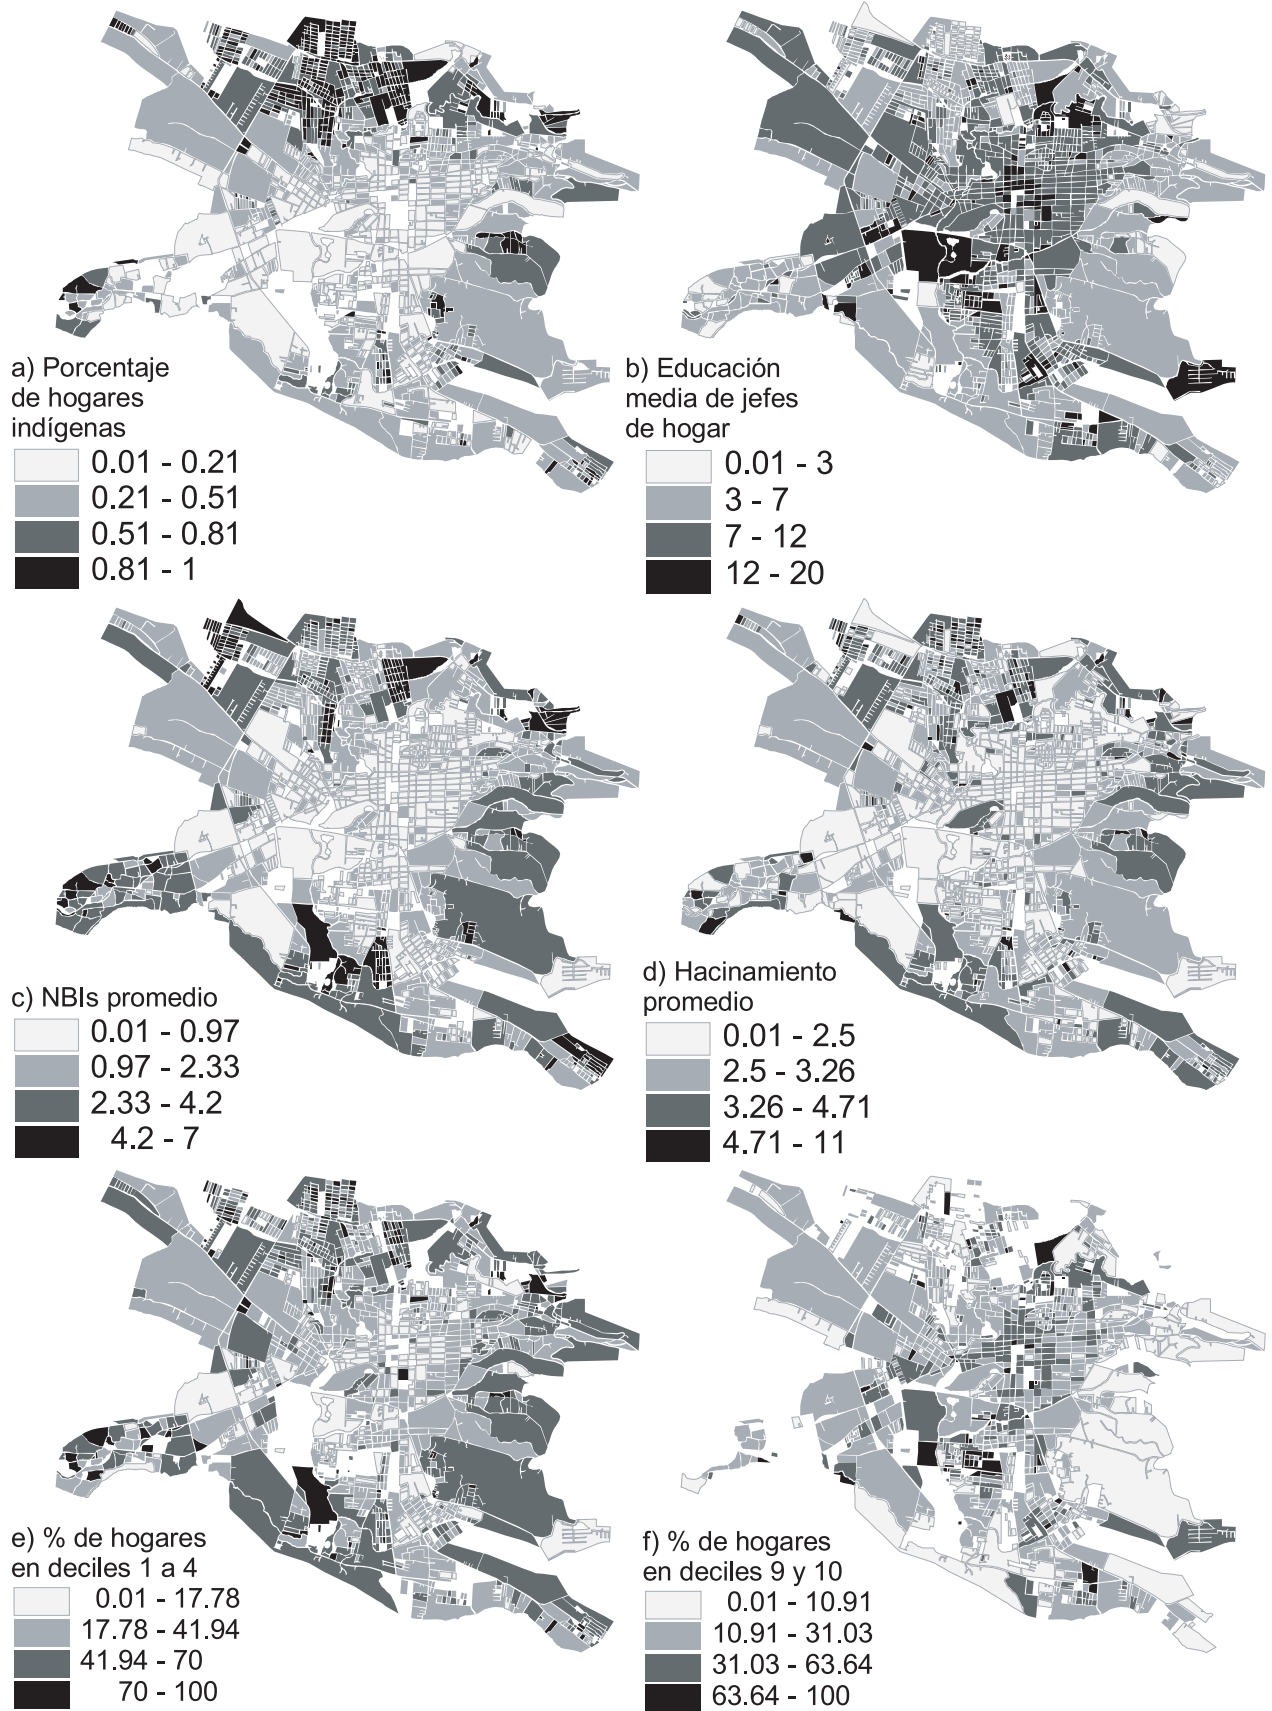 a) Porcentaje
de hogares
indígenas
0.01 - 0.21
0.21 - 0.51
0.51 - 0.81
0.81 - 1
b) Educación
media de jefes
de hogar
0.01 - 3
3 - 7
7 - 12
12 - 20
c) NBIs promedio
0.01 - 0.97
0.97 - 2.33
2.33 - 4.2
4.2 - 7
d) Hacinamiento
promedio
0.01 - 2.5
2.5 - 3.26
3.26 - 4.71
4.71 - 11
e) % de hogares
en deciles 1 a 4
0.01 - 17.78
17.78 - 41.94
41.94 - 70
70 - 100
f) % de hogares
en deciles 9 y 10
0.01 - 10.91
10.91 - 31.03
31.03 - 63.64
63.64 - 100